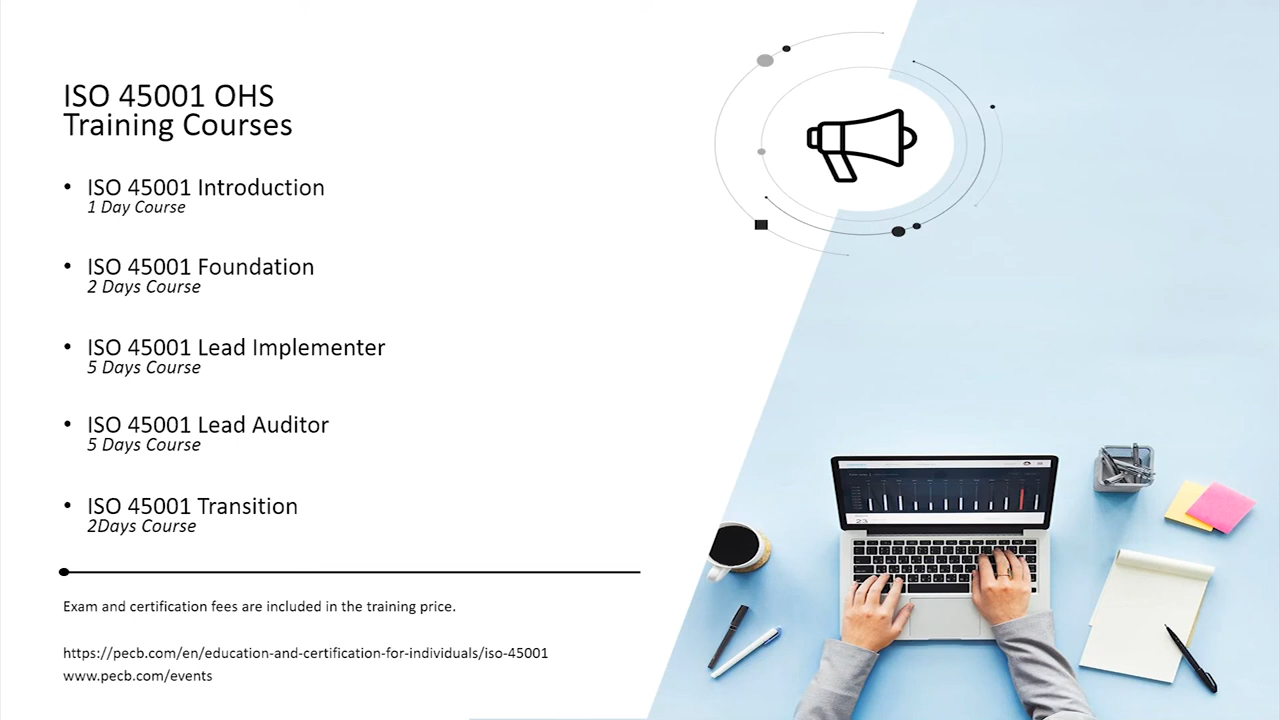 ISO 45001 OHS
Training Courses
• ISO 45001 Introduction
1 Day Course
• ISO 45001 Foundation
2 Days Course
• ISO 45001 Lead Implementer
5 Days Course
• ISO 45001 Lead Auditor
5 Days Course
• ISO 45001 Transition
2Days Course
Exam and certification fees are included in the training price.
https://pecb.com/en/education-and-certification-for-individuals/iso-45001
www.pecb.com/events
23